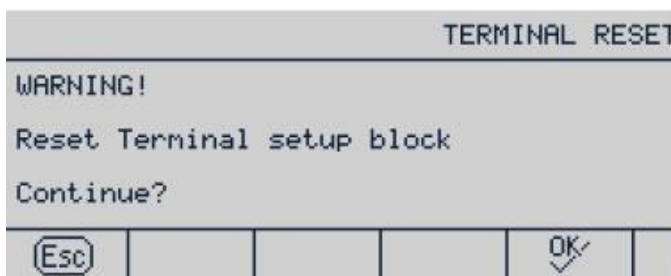 TERMINAL RESET
WARNING!
Reset Terminal setup block
Continue?
Esc OK